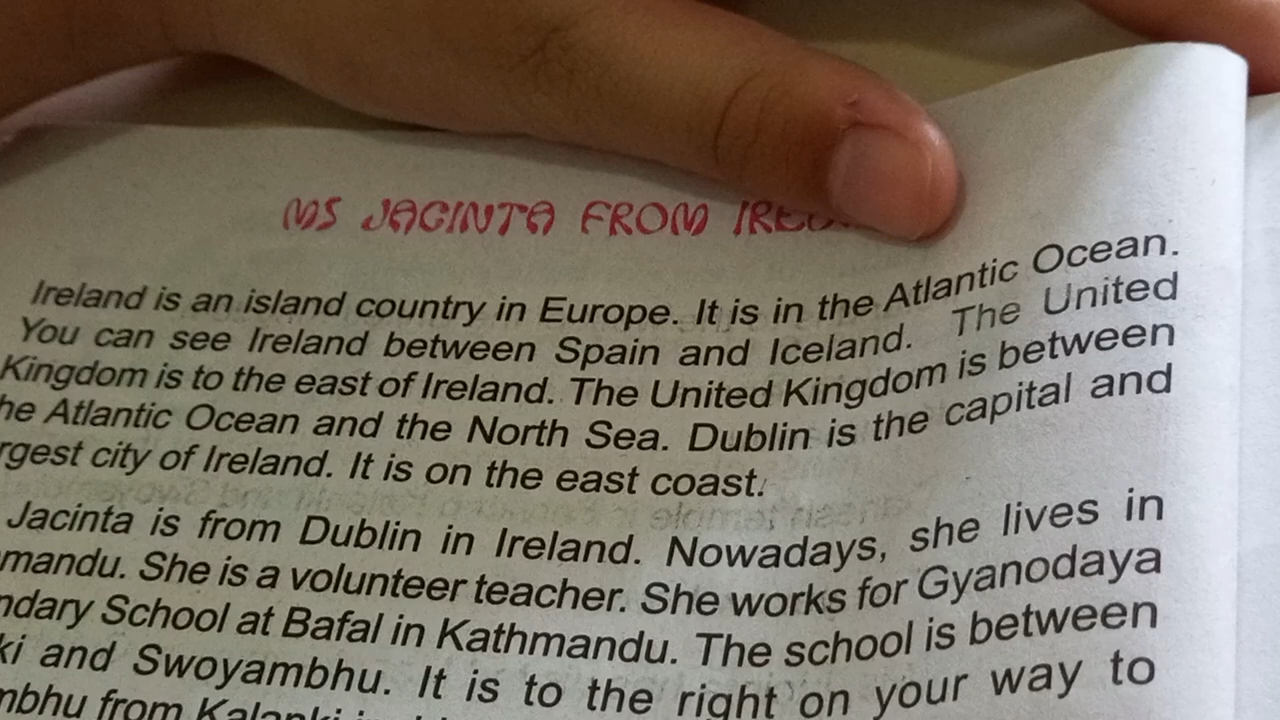 MS JACINTA FROM
Ireland is an island country in Europe. It is in the Atlantic Ocean.
You can see Ireland between Spain and Iceland. The United
Kingdom is to the east of Ireland. The United Kingdom is between
he Atlantic Ocean and the North Sea. Dublin is the capital and
rgest city of Ireland. It is on the east coast.
Jacinta is from Dublin in Ireland. Nowadays, she lives in
mandu. She is a volunteer teacher. She works for Gyanodaya
ndary School at Bafal in Kathmandu. The school is between
ki and Swoyambhu. It is to the right on your way to
mbhu from Kalanki